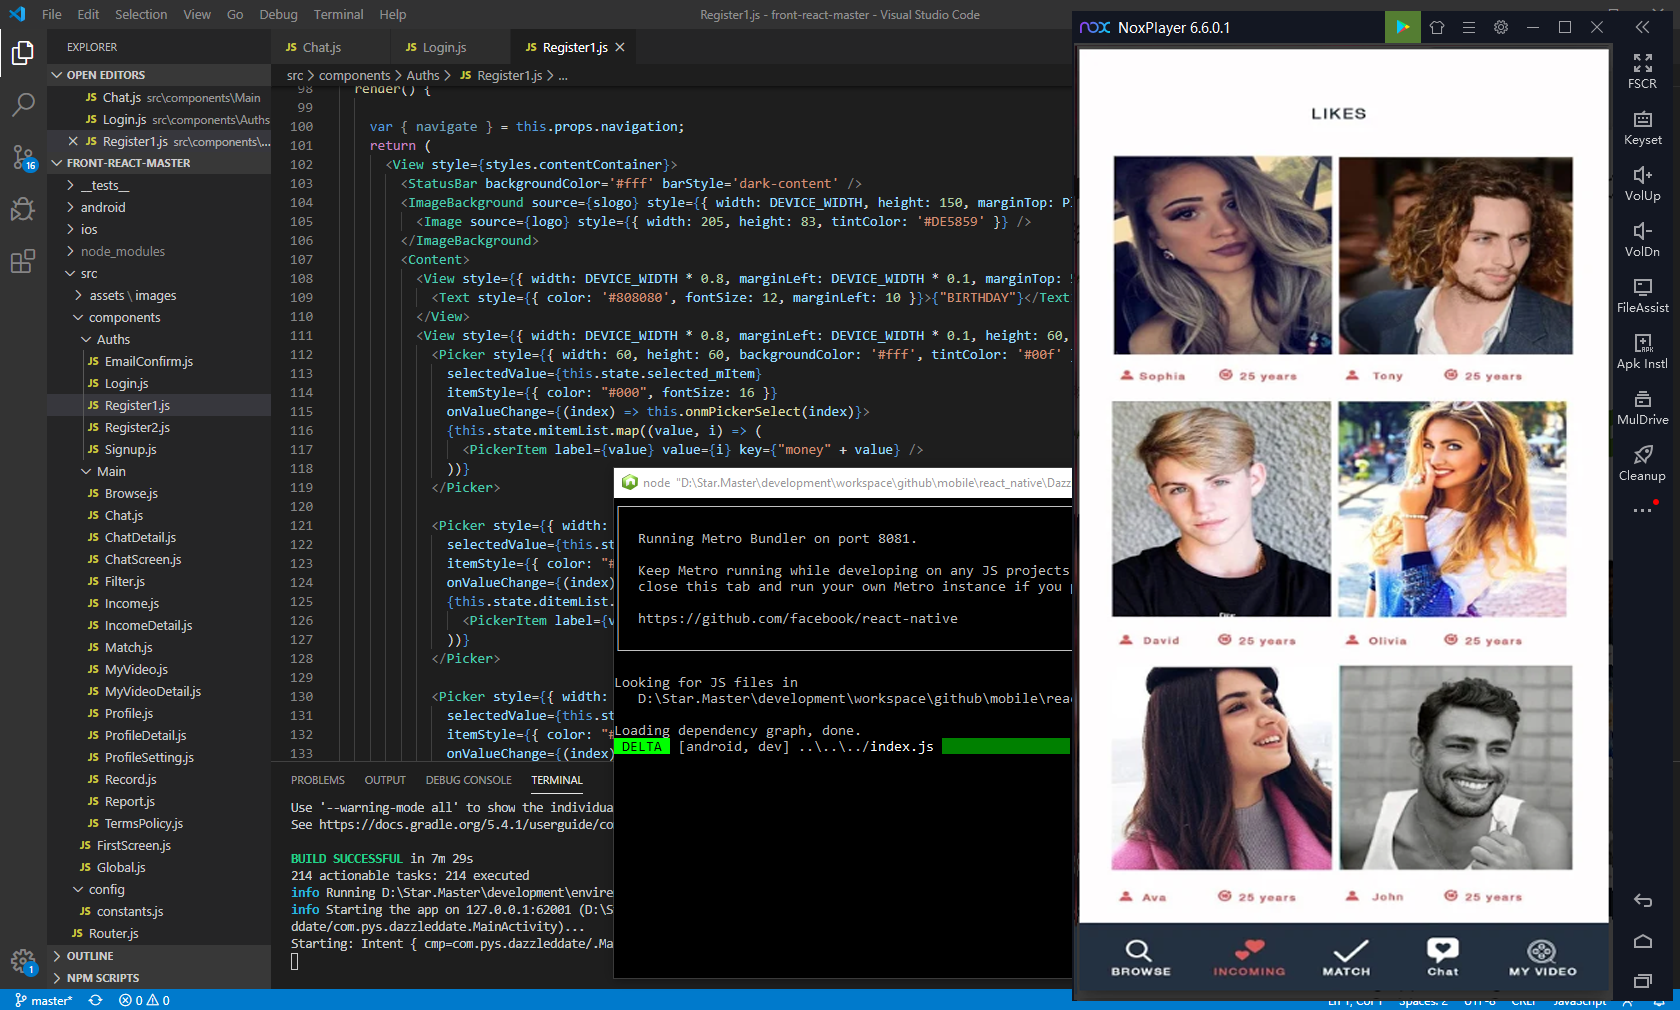 File Edit Selection View Go Debug Terminal Help
Register1.js - front-react-master - Visual Studio Code
EXPLORER
OPEN EDITORS
JS Chat.js src\components\Main
JS Login.js src\components\Auths
JS Register1.js src\components\...
FRONT-REACT-MASTER
__tests__
android
ios
node_modules
src
assets \ images
components
Auths
JS EmailConfirm.js
JS Login.js
JS Register1.js
JS Register2.js
JS Signup.js
Main
JS Browse.js
JS Chat.js
JS ChatDetail.js
JS ChatScreen.js
JS Filter.js
JS Income.js
JS IncomeDetail.js
JS Match.js
JS MyVideo.js
JS MyVideoDetail.js
JS Profile.js
JS ProfileDetail.js
JS ProfileSetting.js
JS Record.js
JS Report.js
JS TermsPolicy.js
JS FirstScreen.js
JS Global.js
config
JS constants.js
JS Router.js
OUTLINE
NPM SCRIPTS
16
1
master*
0 0
JS Chat.js JS Login.js JS Register1.js
src > components > Auths > JS Register1.js > ...
98 render() {
99
100 var { navigate } = this.props.navigation;
101 return (
102 <View style={styles.contentContainer}>
103 <StatusBar backgroundColor='#fff' barStyle='dark-content' />
104 <ImageBackground source={slogo} style={{ width: DEVICE_WIDTH, height: 150, marginTop: P
105 <Image source={logo} style={{ width: 205, height: 83, tintColor: '#DE5859' }} />
106 </ImageBackground>
107 <Content>
108 <View style={{ width: DEVICE_WIDTH * 0.8, marginLeft: DEVICE_WIDTH * 0.1, marginTop:
109 <Text style={{ color: '#808080', fontSize: 12, marginLeft: 10 }}>{"BIRTHDAY"}</Text
110 </View>
111 <View style={{ width: DEVICE_WIDTH * 0.8, marginLeft: DEVICE_WIDTH * 0.1, height: 60,
112 <Picker style={{ width: 60, height: 60, backgroundColor: '#fff', tintColor: '#00f'
113 selectedValue={this.state.selected_mItem}
114 itemStyle={{ color: "#000", fontSize: 16 }}
115 onValueChange={(index) => this.onmPickerSelect(index)}>
116 {this.state.mitemList.map((value, i) => (
117 <PickerItem label={value} value={i} key={"money" + value} />
118 ))}
119 </Picker>
120
121 <Picker style={{ width:
122 selectedValue={this.st
123 itemStyle={{ color: "#
124 onValueChange={(index)
125 {this.state.ditemList.
126 <PickerItem label={v
127 ))}
128 </Picker>
129
130 <Picker style={{ width:
131 selectedValue={this.st
132 itemStyle={{ color: "#
133 onValueChange={(index)
PROBLEMS OUTPUT DEBUG CONSOLE TERMINAL
Use '--warning-mode all' to show the individua
See https://docs.gradle.org/5.4.1/userguide/co
BUILD SUCCESSFUL in 7m 29s
214 actionable tasks: 214 executed
info Running D:\Star.Master\development\envire
info Starting the app on 127.0.0.1:62001 (D:\S
ddate/com.pys.dazzleddate.MainActivity)...
Starting: Intent { cmp=com.pys.dazzleddate/.Ma
node "D:\Star.Master\development\workspace\github\mobile\react_native\Dazz
Running Metro Bundler on port 8081.
Keep Metro running while developing on any JS projects
close this tab and run your own Metro instance if you
https://github.com/facebook/react-native
Looking for JS files in
D:\Star.Master\development\workspace\github\mobile\reac
Loading dependency graph, done.
DELTA [android, dev] ..\..\../index.js
nox NoxPlayer 6.6.0.1
LIKES
Sophia 25 years Tony 25 years
David 25 years Olivia 25 years
Ava 25 years John 25 years
BROWSE INCOMING MATCH Chat MY VIDEO
FSCR
Keyset
VolUp
VolDn
FileAssist
Apk Instl
MulDrive
Cleanup